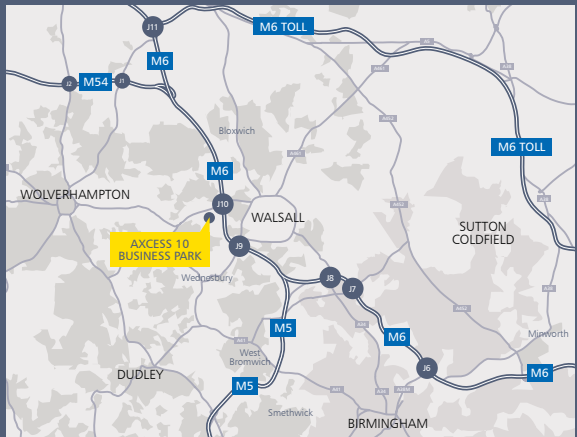 J11
M6 TOLL
M6
J2
M54
J1
Bloxwich
M6 TOLL
M6
WOLVERHAMPTON
J10
WALSALL
SUTTON
COLDFIELD
AXCESS 10
BUSINESS PARK
J9
Wednesbury
J8
J7
M5
M6
Minworth
West
Bromwich
J6
M6
DUDLEY
M5
Smethwick
BIRMINGHAM